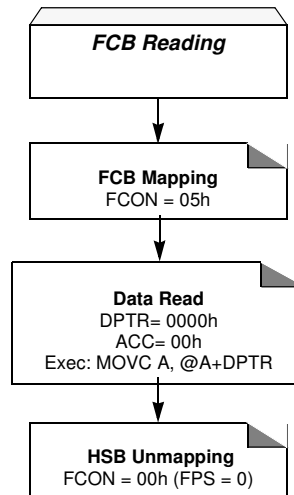 FCB Reading
FCB Mapping
FCON = 05h
Data Read
DPTR= 0000h
ACC= 00h
Exec: MOVC A, @A+DPTR
HSB Unmapping
FCON = 00h (FPS = 0)